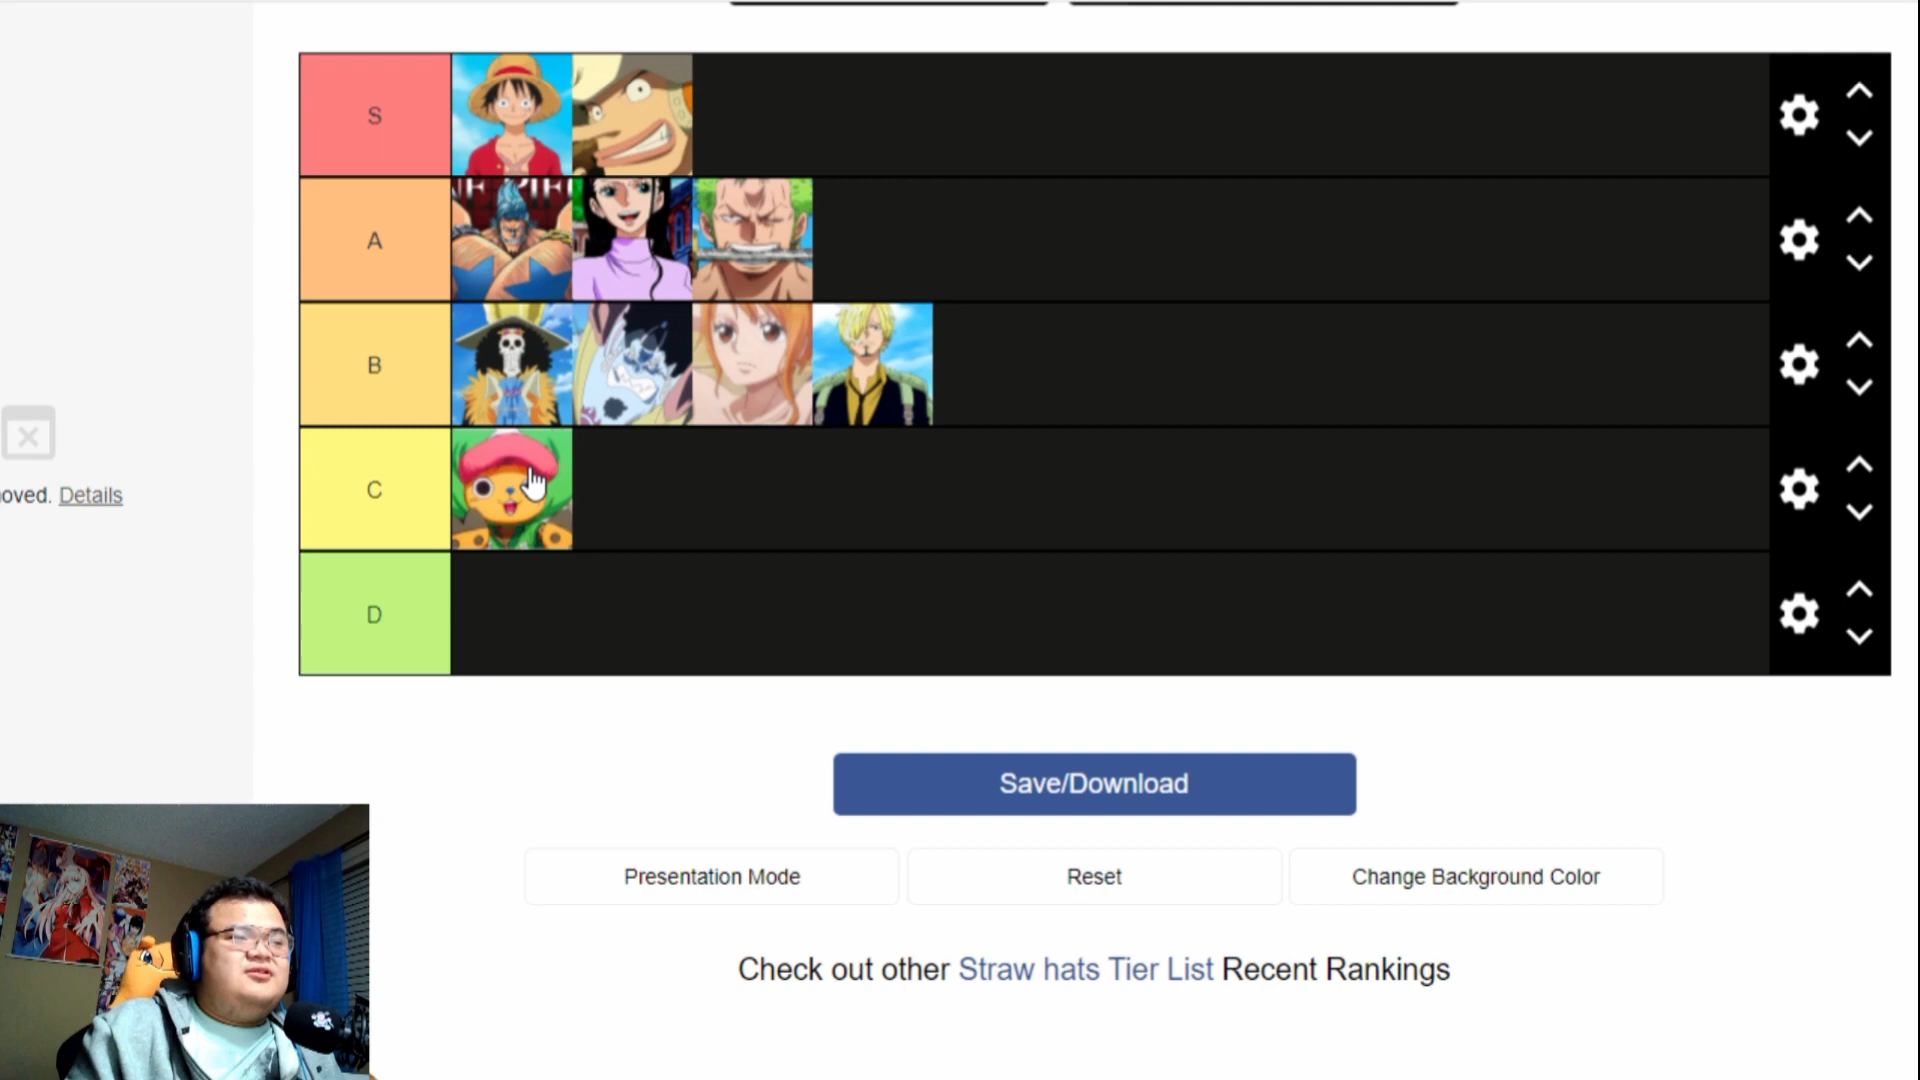 S
A
B
C
D
oved. Details
Save/Download
Presentation Mode
Reset
Change Background Color
Check out other Straw hats Tier List Recent Rankings